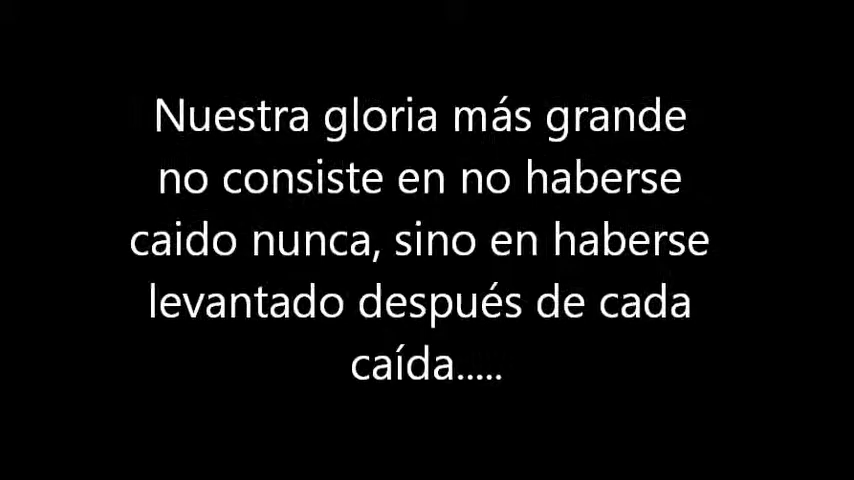 Nuestra gloria más grande
no consiste en no haberse
caido nunca, sino en haberse
levantado después de cada
caída.....